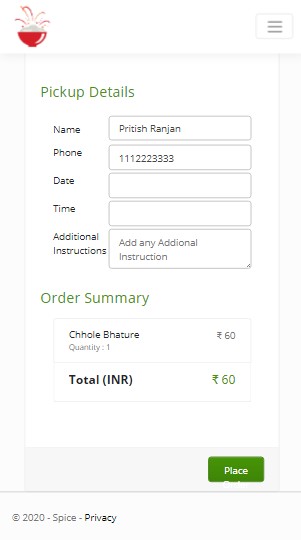 Pickup Details
Name Pritish Ranjan
Phone 1112223333
Date
Time
Additional Add any Addional
Instructions Instruction
Order Summary
Chhole Bhature ₹ 60
Quantity : 1
Total (INR) ₹ 60
Place
© 2020 - Spice - Privacy